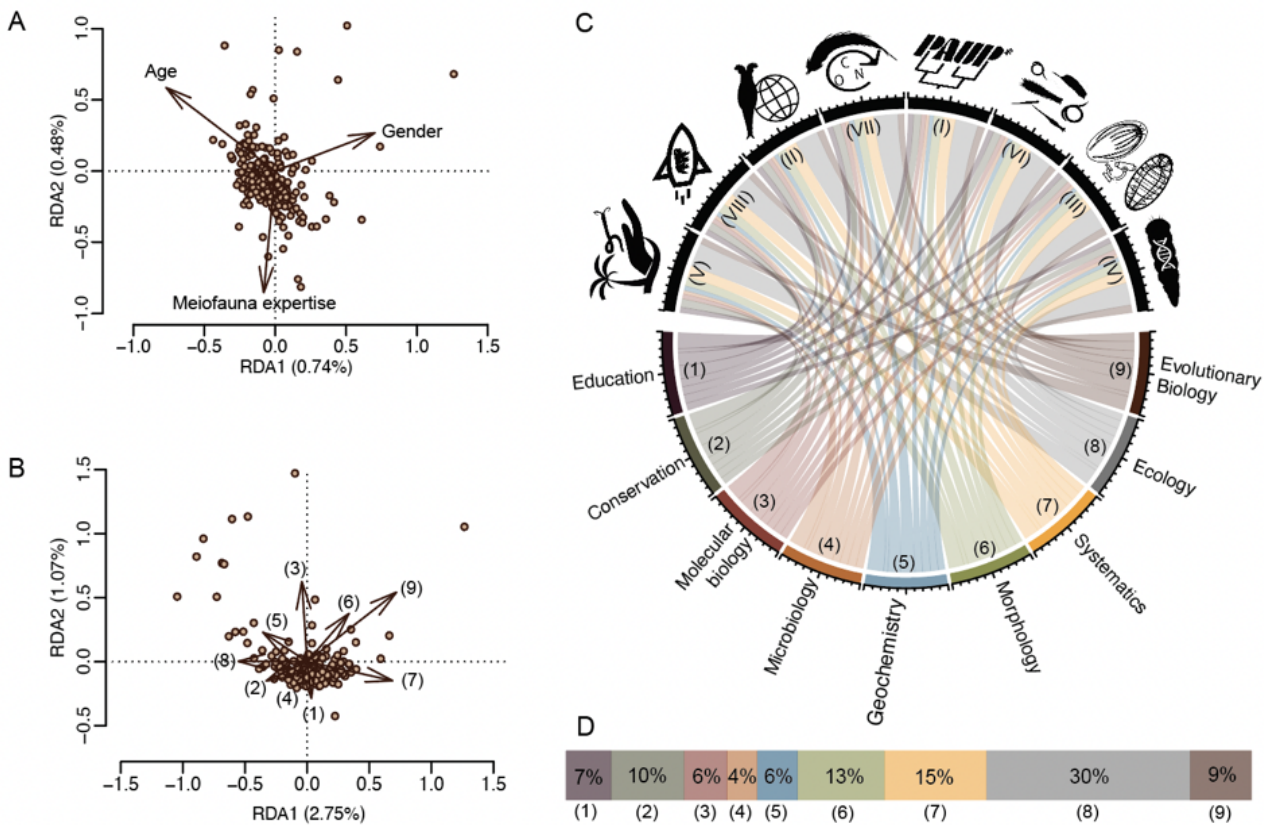 A
1.0
0.5
0.0
−0.5
−1.0
RDA2 (0.48%)
Age
Gender
Meiofauna expertise
−1.0
−0.5
0.0
0.5
1.0
1.5
RDA1 (0.74%)
B
1.5
1.0
0.5
0.0
−0.5
RDA2 (1.07%)
(3)
(9)
(6)
(5)
(8)
(7)
(2)
(4)
(1)
−1.5
−1.0
−0.5
0.0
0.5
1.0
1.5
RDA1 (2.75%)
C
C
O
N
(V)
(VIII)
(II)
(VII)
(I)
(VI)
(III)
(IV)
(1)
(2)
(3)
(4)
(5)
(6)
(7)
(8)
(9)
Education
Conservation
Molecular
biology
Microbiology
Geochemistry
Morphology
Systematics
Ecology
Evolutionary
Biology
D
7% 10% 6% 4% 6% 13% 15% 30% 9%
(1) (2) (3) (4) (5) (6) (7) (8) (9)